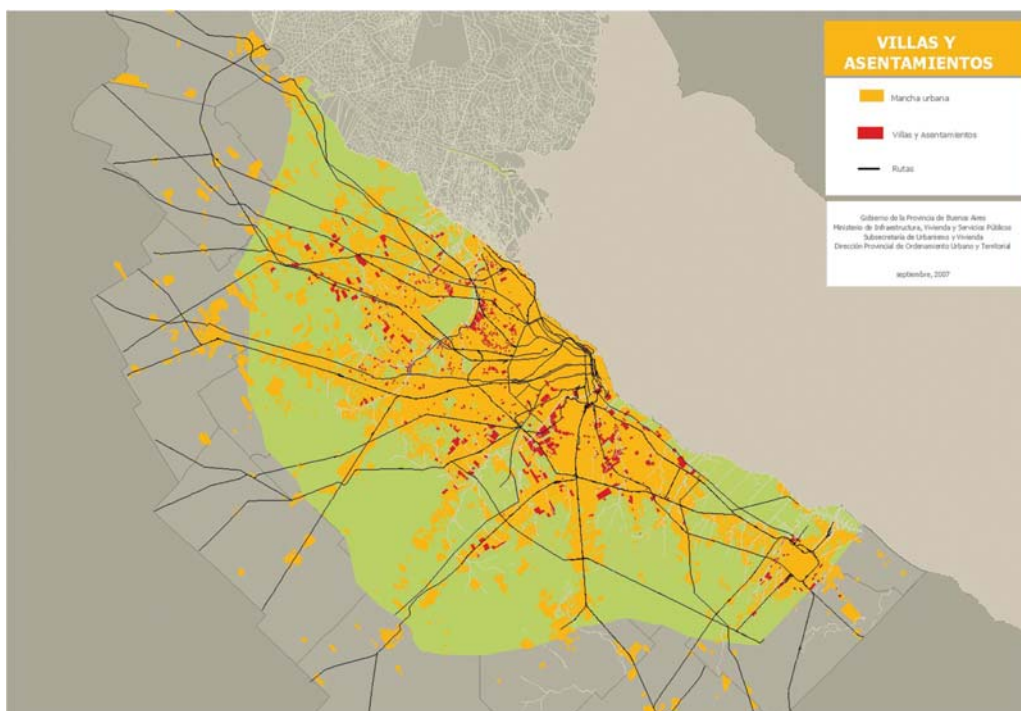 VILLAS Y
ASENTAMIENTOS
Mancha urbana
Villas y Asentamientos
Rutas
Gobierno de la Provincia de Buenos Aires
Ministerio de Infraestructura, Vivienda y Servicios Públicos
Subsecretaría de Urbanismo y Vivienda
Dirección Provincial de Ordenamiento Urbano y Territorial
septiembre, 2007